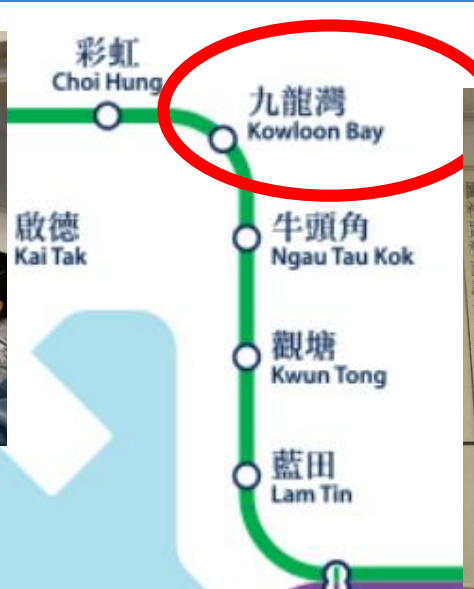 彩虹
Choi Hung
九龍灣
Kowloon Bay
啟德
Kai Tak
牛頭角
Ngau Tau Kok
觀塘
Kwun Tong
藍田
Lam Tin